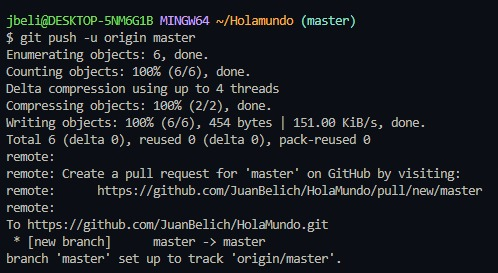 jbeli@DESKTOP-5NM6G1B MINGW64 ~/Holamundo (master)
$ git push -u origin master
Enumerating objects: 6, done.
Counting objects: 100% (6/6), done.
Delta compression using up to 4 threads
Compressing objects: 100% (2/2), done.
Writing objects: 100% (6/6), 454 bytes | 151.00 KiB/s, done.
Total 6 (delta 0), reused 0 (delta 0), pack-reused 0
remote:
remote: Create a pull request for 'master' on GitHub by visiting:
remote:      https://github.com/JuanBelich/HolaMundo/pull/new/master
remote:
To https://github.com/JuanBelich/HolaMundo.git
 * [new branch]      master -> master
branch 'master' set up to track 'origin/master'.